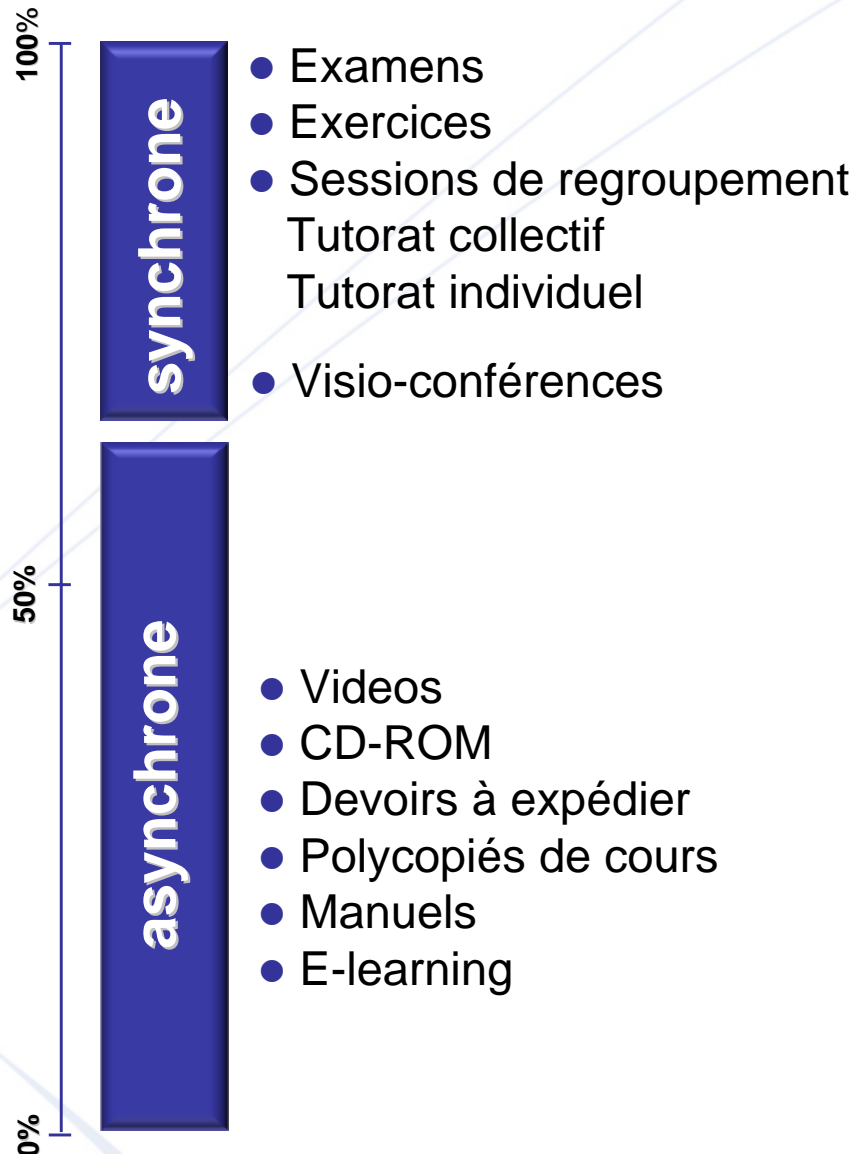 100%
synchrone
● Examens
● Exercices
● Sessions de regroupement
Tutorat collectif
Tutorat individuel
● Visio-conférences
50%
asynchrone
● Videos
● CD-ROM
● Devoirs à expédier
● Polycopiés de cours
● Manuels
● E-learning
0%